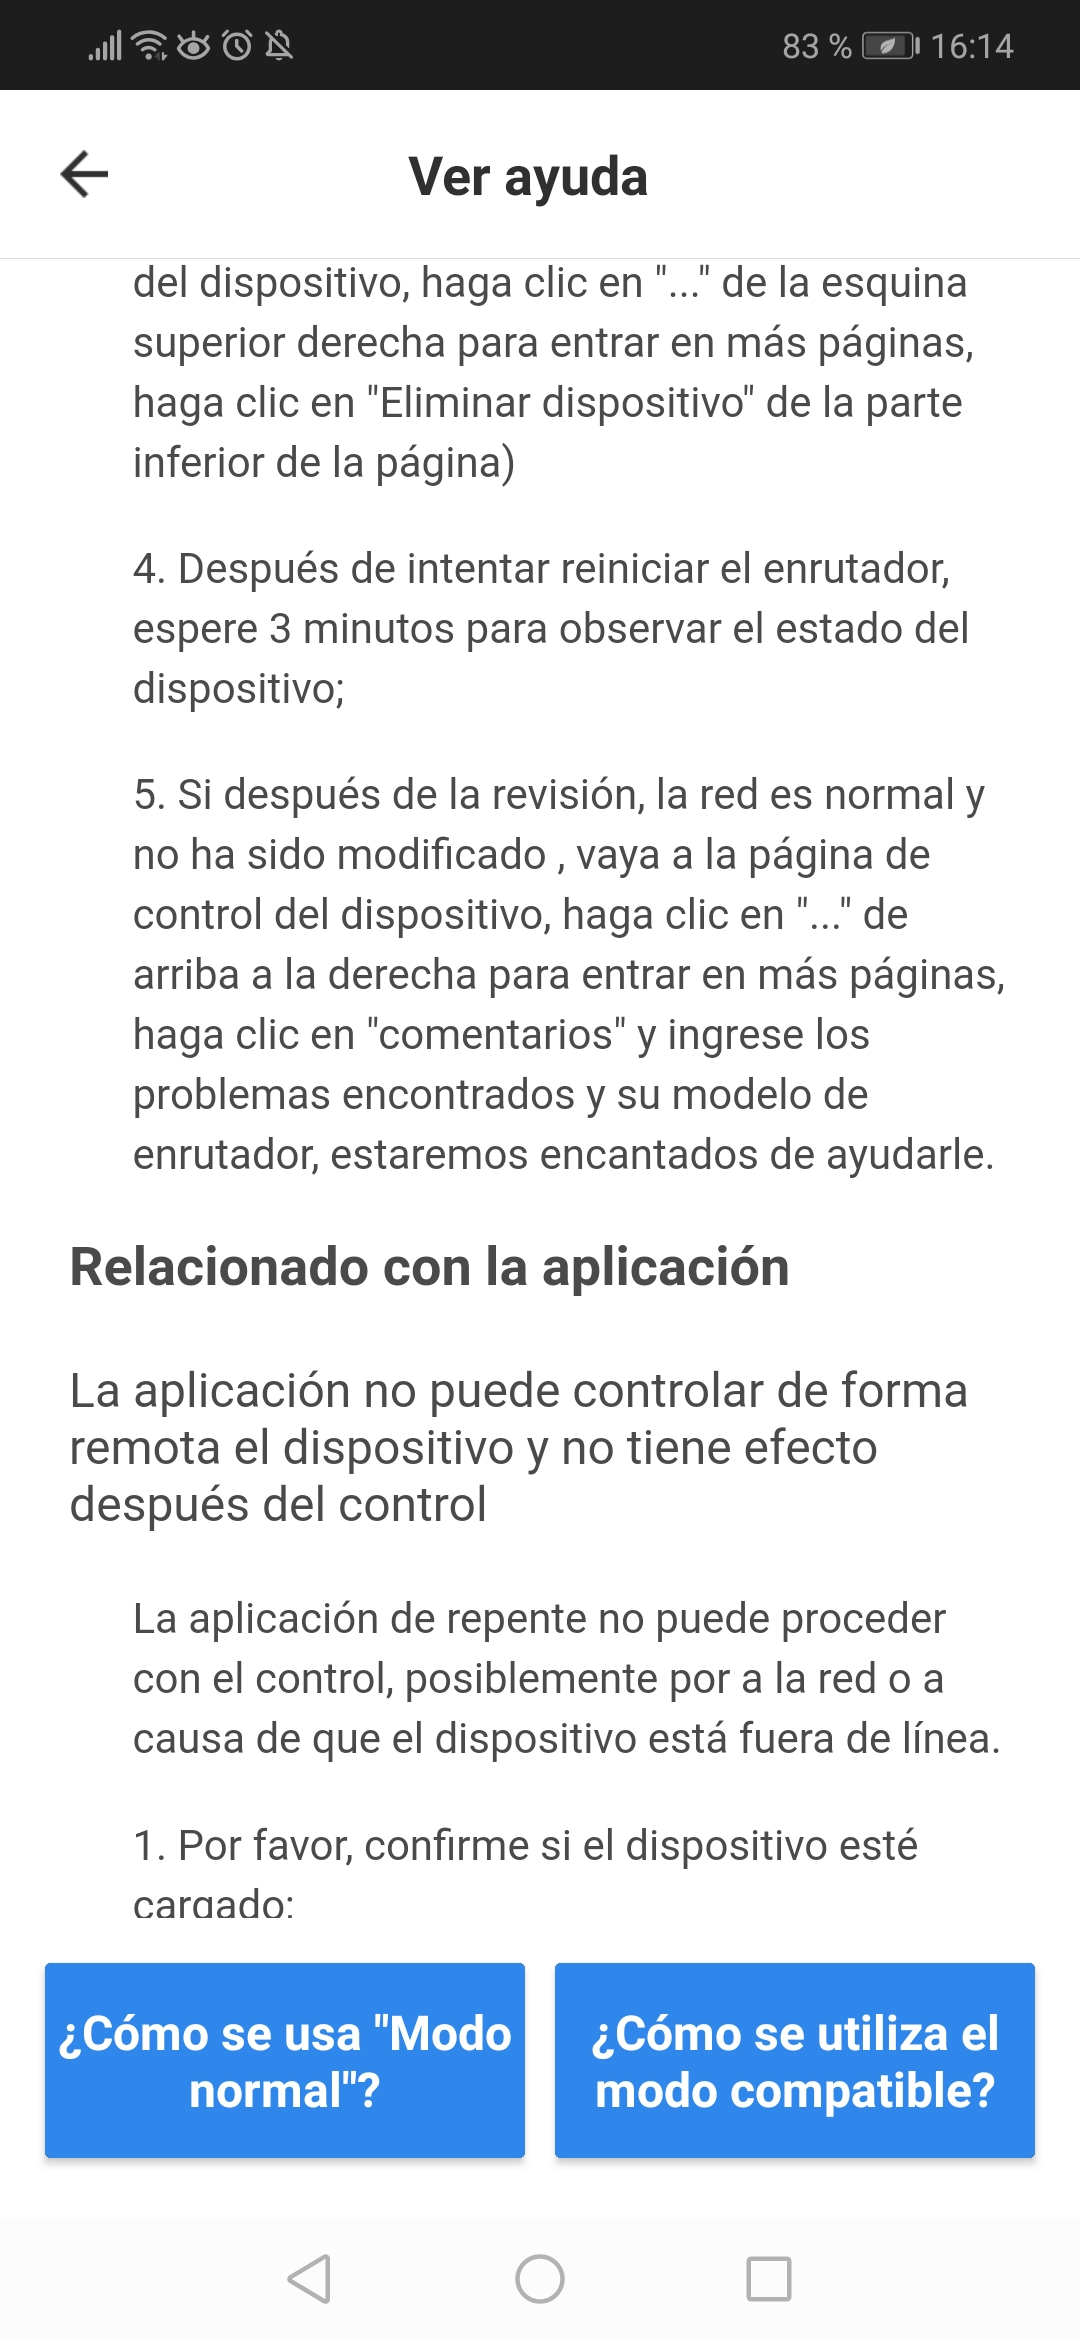 83 % 16:14
Ver ayuda
del dispositivo, haga clic en "..." de la esquina
superior derecha para entrar en más páginas,
haga clic en "Eliminar dispositivo" de la parte
inferior de la página)
4. Después de intentar reiniciar el enrutador,
espere 3 minutos para observar el estado del
dispositivo;
5. Si después de la revisión, la red es normal y
no ha sido modificado , vaya a la página de
control del dispositivo, haga clic en "..." de
arriba a la derecha para entrar en más páginas,
haga clic en "comentarios" y ingrese los
problemas encontrados y su modelo de
enrutador, estaremos encantados de ayudarle.
Relacionado con la aplicación
La aplicación no puede controlar de forma
remota el dispositivo y no tiene efecto
después del control
La aplicación de repente no puede proceder
con el control, posiblemente por a la red o a
causa de que el dispositivo está fuera de línea.
1. Por favor, confirme si el dispositivo esté
cargado;
¿Cómo se usa "Modo
normal"?
¿Cómo se utiliza el
modo compatible?